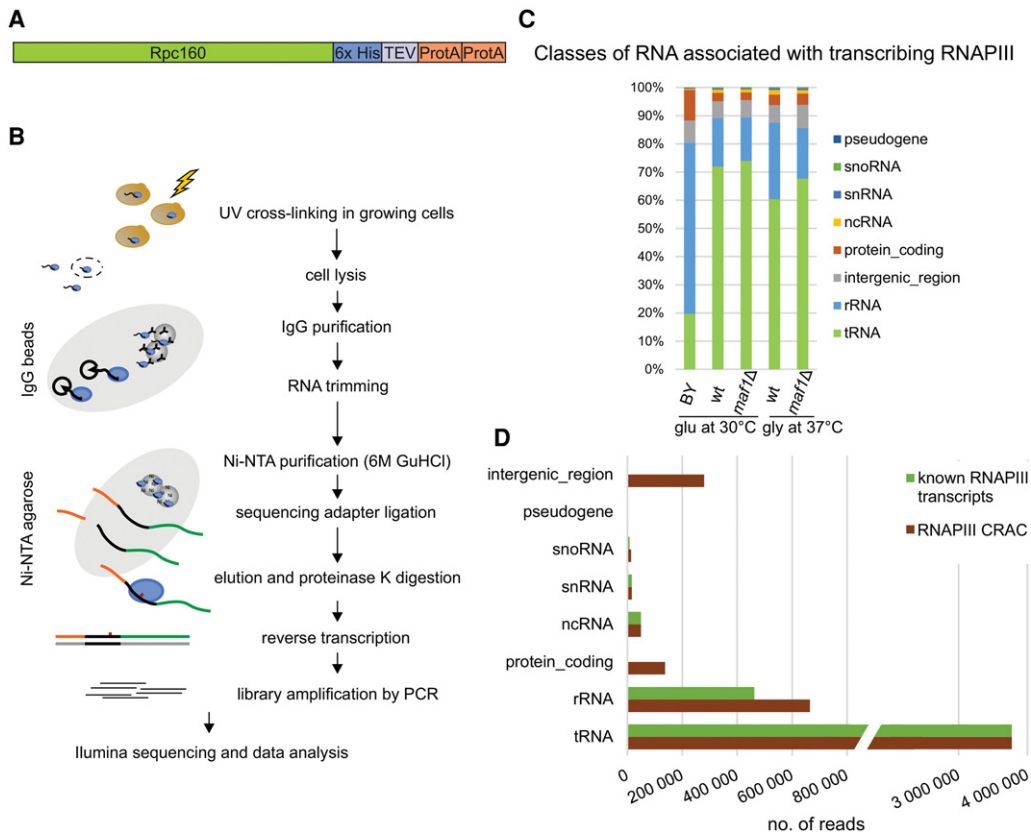 A
Rpc160 6x His TEV ProtA ProtA
B
UV cross-linking in growing cells
cell lysis
IgG purification
RNA trimming
Ni-NTA purification (6M GuHCl)
sequencing adapter ligation
elution and proteinase K digestion
reverse transcription
library amplification by PCR
Ilumina sequencing and data analysis
IgG beads
Ni-NTA agarose
C
Classes of RNA associated with transcribing RNAPIII
100%
90%
80%
70%
60%
50%
40%
30%
20%
10%
0%
BY wt maf1Δ wt maf1Δ
glu at 30°C gly at 37°C
pseudogene
snoRNA
snRNA
ncRNA
protein_coding
intergenic_region
rRNA
tRNA
D
intergenic_region
pseudogene
snoRNA
snRNA
ncRNA
protein_coding
rRNA
tRNA
known RNAPIII
transcripts
RNAPIII CRAC
0 200 000 400 000 600 000 800 000 3 000 000 4 000 000
no. of reads